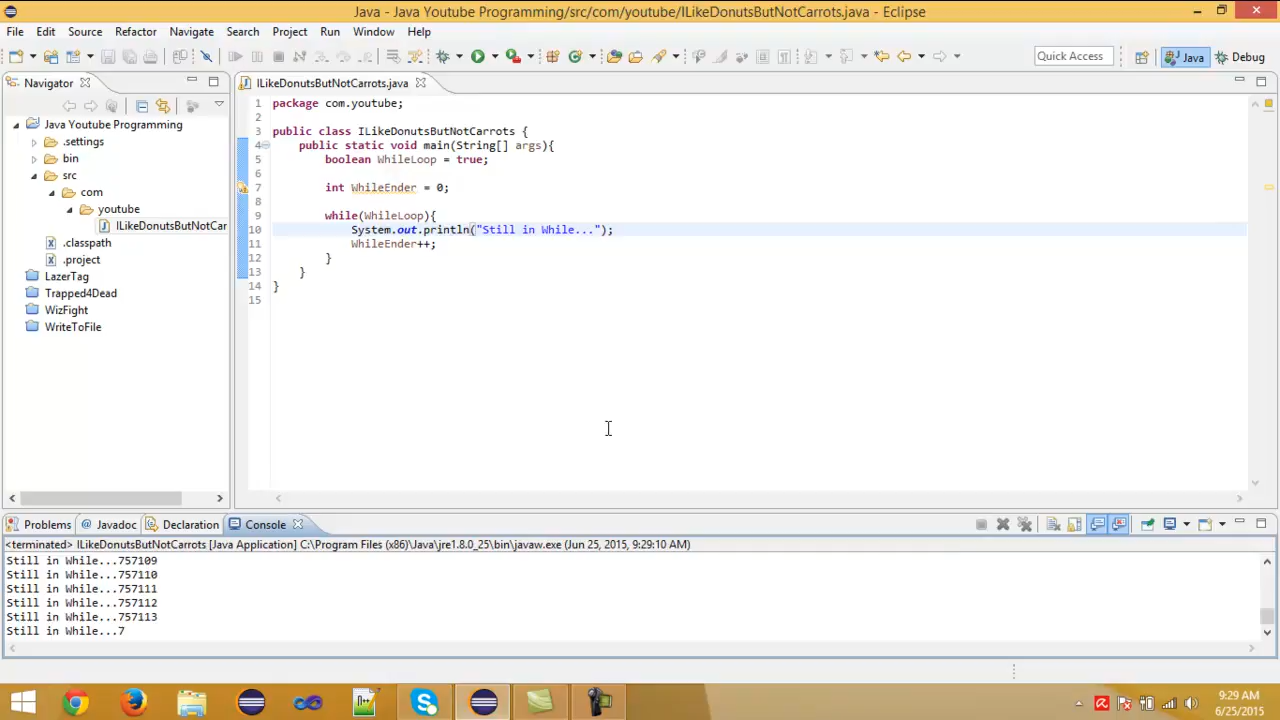 Java - Java Youtube Programming/src/com/youtube/ILikeDonutsButNotCarrots.java - Eclipse
File Edit Source Refactor Navigate Search Project Run Window Help
Quick Access Java Debug
Navigator
ILikeDonutsButNotCarrots.java
Java Youtube Programming
.settings
bin
src
com
youtube
ILikeDonutsButNotCar
.classpath
.project
LazerTag
Trapped4Dead
WizFight
WriteToFile
1 package com.youtube;
2
3 public class ILikeDonutsButNotCarrots {
4 public static void main(String[] args){
5 boolean WhileLoop = true;
6
7 int WhileEnder = 0;
8
9 while(WhileLoop){
10 System.out.println("Still in While...");
11 WhileEnder++;
12 }
13 }
14 }
15
Problems @ Javadoc Declaration Console
<terminated> ILikeDonutsButNotCarrots [Java Application] C:\Program Files (x86)\Java\jre1.8.0_25\bin\javaw.exe (Jun 25, 2015, 9:29:10 AM)
Still in While...757109
Still in While...757110
Still in While...757111
Still in While...757112
Still in While...757113
Still in While...7
9:29 AM
6/25/2015